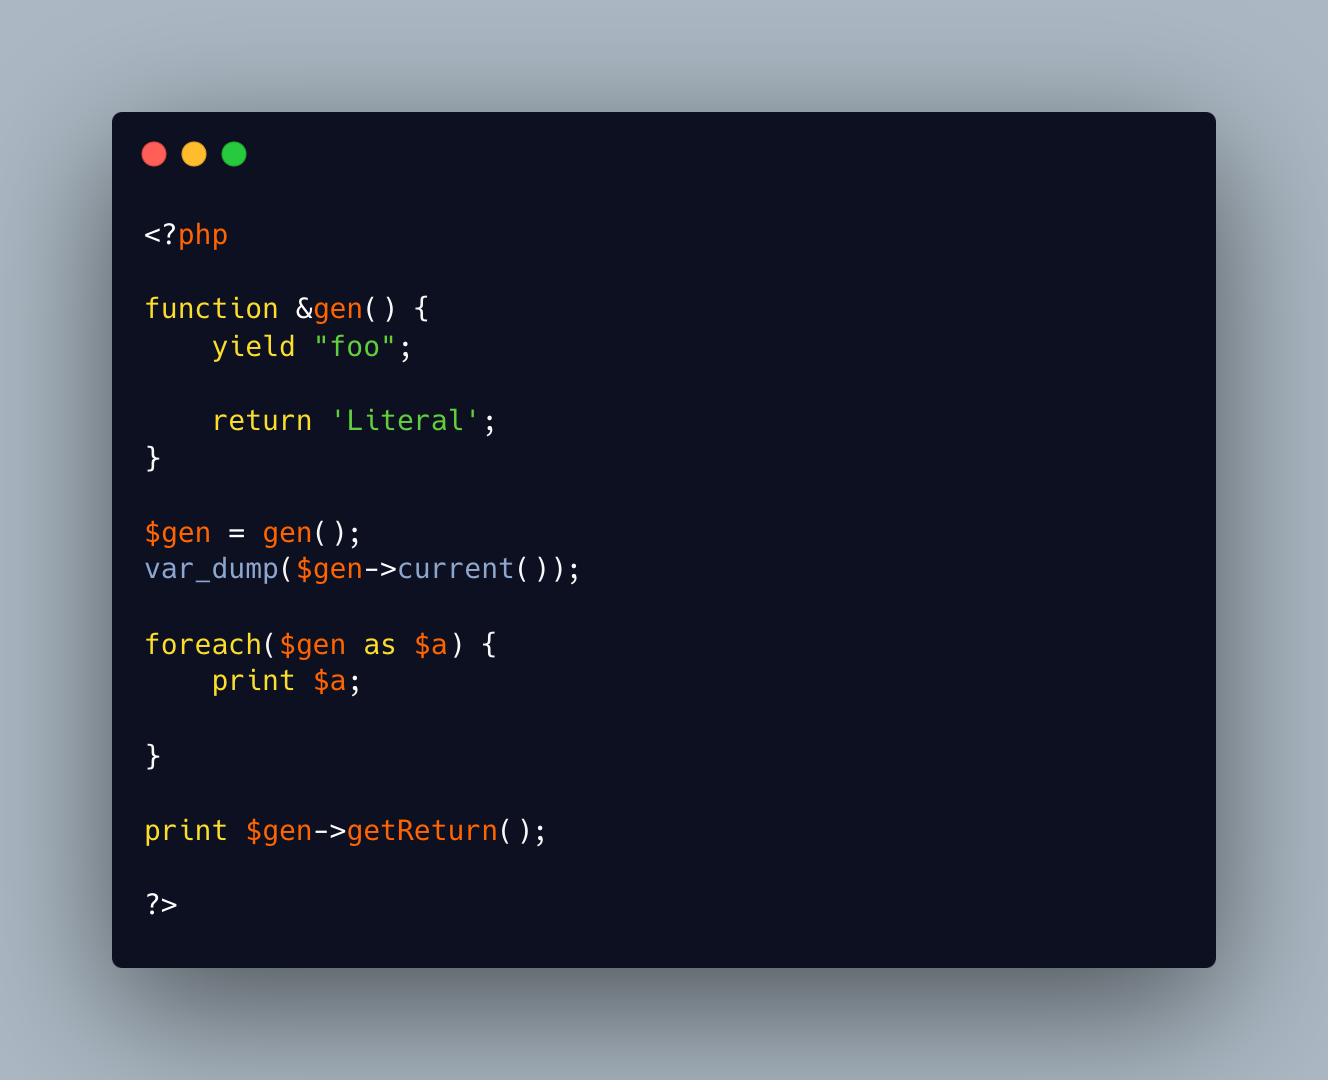 <?php
function &gen() {
    yield "foo";
    return 'Literal';
}
$gen = gen();
var_dump($gen->current());
foreach($gen as $a) {
    print $a;
}
print $gen->getReturn();
?>